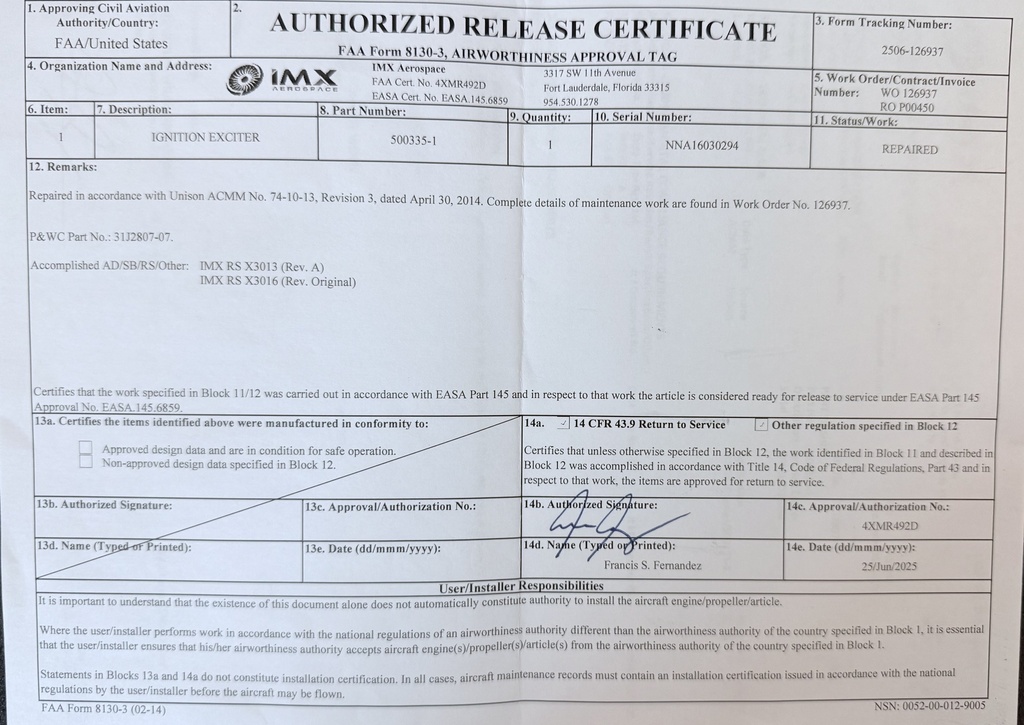 1. Approving Civil Aviation
Authority/Country:
FAA/United States
2.
AUTHORIZED RELEASE CERTIFICATE
FAA Form 8130-3, AIRWORTHINESS APPROVAL TAG
3. Form Tracking Number:
2506-126937
4. Organization Name and Address:
IMX
AEROSPACE
IMX Aerospace
FAA Cert. No. 4XMR492D
EASA Cert. No. EASA.145.6859
3317 SW 11th Avenue
Fort Lauderdale, Florida 33315
954.530.1278
5. Work Order/Contract/Invoice
Number: WO 126937
RO P00450
6. Item:
7. Description:
8. Part Number:
9. Quantity:
10. Serial Number:
11. Status/Work:
1
IGNITION EXCITER
500335-1
1
NNA16030294
REPAIRED
12. Remarks:
Repaired in accordance with Unison ACMM No. 74-10-13, Revision 3, dated April 30, 2014. Complete details of maintenance work are found in Work Order No. 126937.
P&WC Part No.: 31J2807-07.
Accomplished AD/SB/RS/Other: IMX RS X3013 (Rev. A)
IMX RS X3016 (Rev. Original)
Certifies that the work specified in Block 11/12 was carried out in accordance with EASA Part 145 and in respect to that work the article is considered ready for release to service under EASA Part 145
Approval No. EASA.145.6859.
13a. Certifies the items identified above were manufactured in conformity to:
Approved design data and are in condition for safe operation.
Non-approved design data specified in Block 12.
14a. ✓ 14 CFR 43.9 Return to Service ✓ Other regulation specified in Block 12
Certifies that unless otherwise specified in Block 12, the work identified in Block 11 and described in
Block 12 was accomplished in accordance with Title 14, Code of Federal Regulations, Part 43 and in
respect to that work, the items are approved for return to service.
13b. Authorized Signature:
13c. Approval/Authorization No.:
14b. Authorized Signature:
14c. Approval/Authorization No.:
4XMR492D
13d. Name (Typed or Printed):
13e. Date (dd/mmm/yyyy):
14d. Name (Typed or Printed):
Francis S. Fernandez
14e. Date (dd/mmm/yyyy):
25/Jun/2025
User/Installer Responsibilities
It is important to understand that the existence of this document alone does not automatically constitute authority to install the aircraft engine/propeller/article.
Where the user/installer performs work in accordance with the national regulations of an airworthiness authority different than the airworthiness authority of the country specified in Block 1, it is essential
that the user/installer ensures that his/her airworthiness authority accepts aircraft engine(s)/propeller(s)/article(s) from the airworthiness authority of the country specified in Block 1.
Statements in Blocks 13a and 14a do not constitute installation certification. In all cases, aircraft maintenance records must contain an installation certification issued in accordance with the national
regulations by the user/installer before the aircraft may be flown.
FAA Form 8130-3 (02-14)
NSN: 0052-00-012-9005